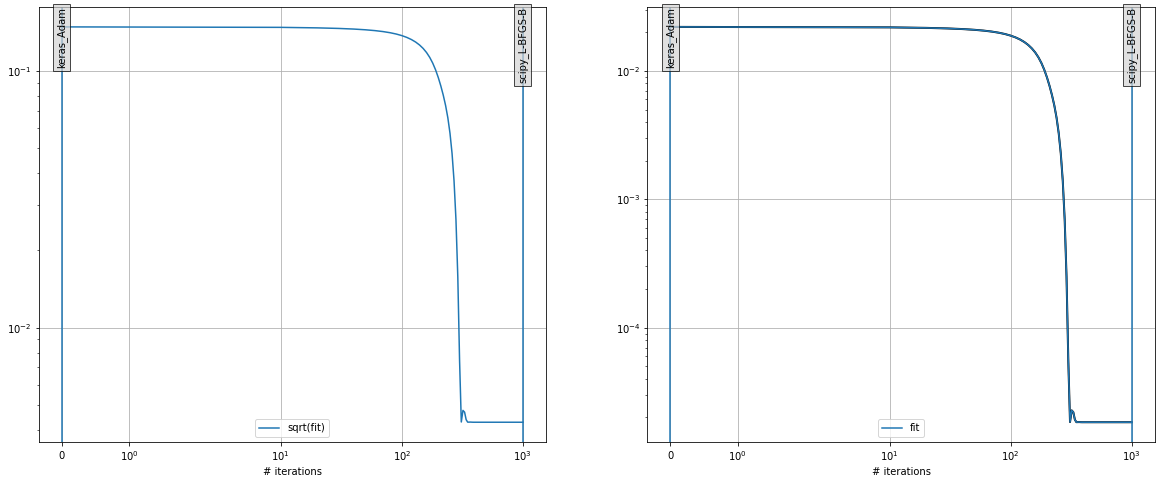 keras_Adam
scipy_L-BFGS-B
10⁻¹
10⁻²
sqrt(fit)
0
10⁰
10¹
10²
10³
# iterations
keras_Adam
scipy_L-BFGS-B
10⁻²
10⁻³
10⁻⁴
fit
0
10⁰
10¹
10²
10³
# iterations